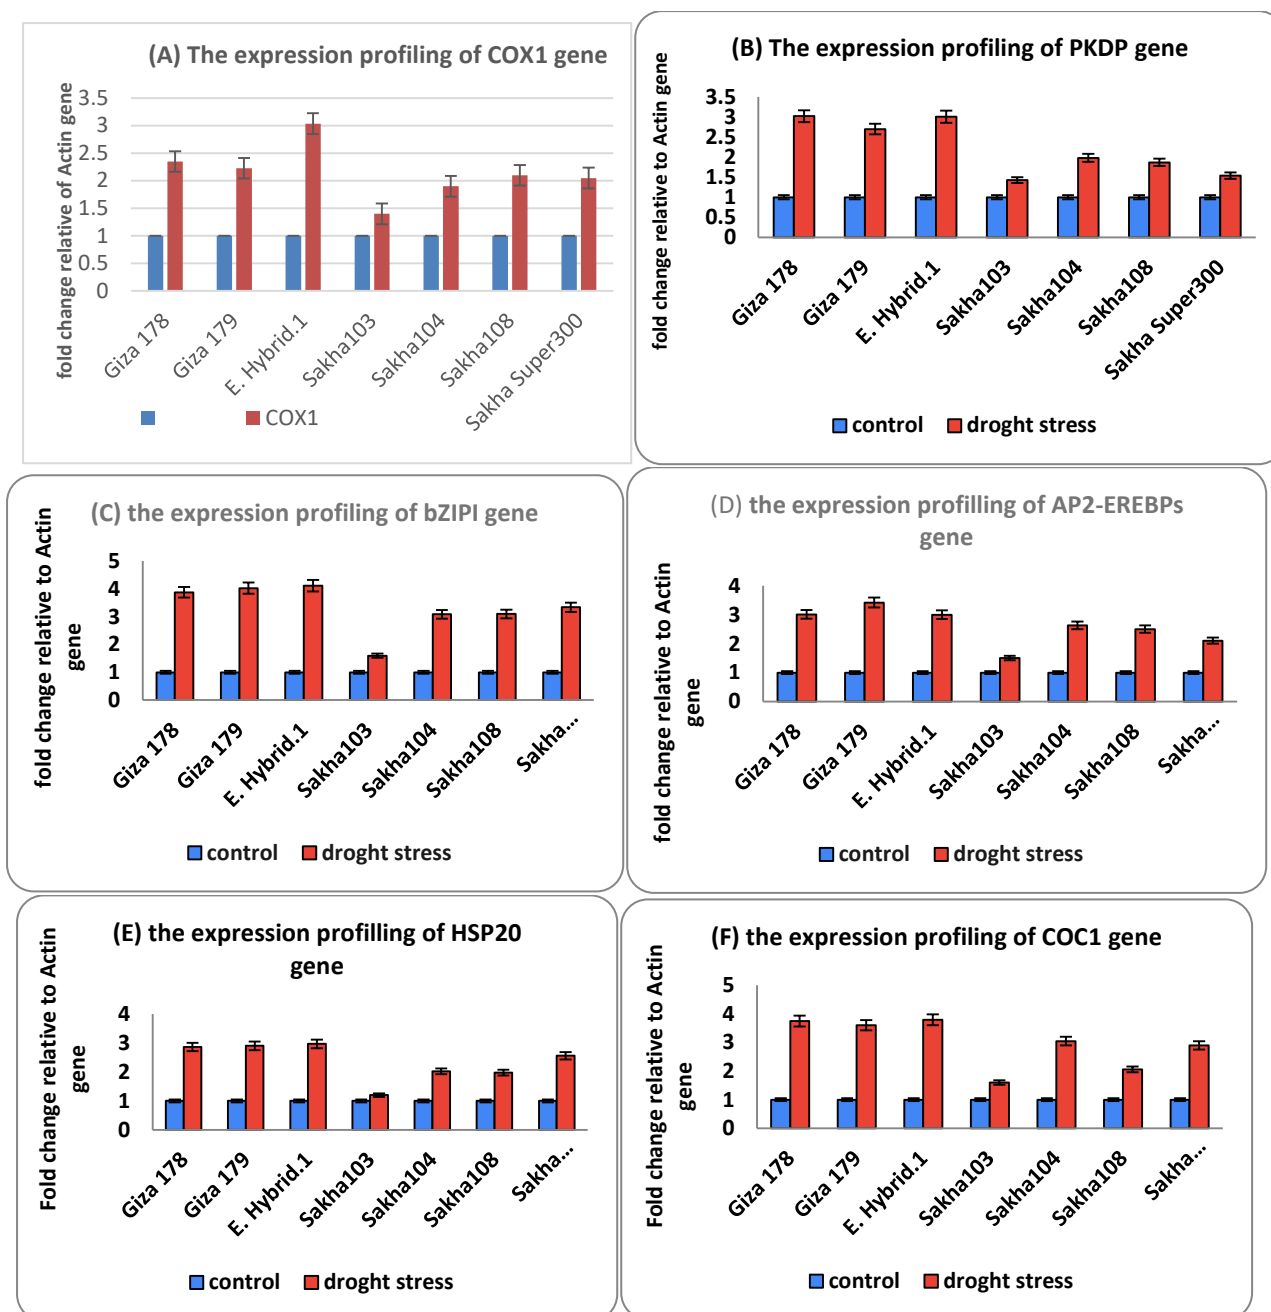 (A) The expression profiling of COX1 gene
fold change relative of Actin gene
3.5
3
2.5
2
1.5
1
0.5
0
Giza 178
Giza 179
E. Hybrid.1
Sakha103
Sakha104
Sakha108
Sakha Super300
COX1
(B) The expression profiling of PKDP gene
fold change relative to Actin gene
3.5
3
2.5
2
1.5
1
0.5
0
Giza 178
Giza 179
E. Hybrid.1
Sakha103
Sakha104
Sakha108
Sakha Super300
control
droght stress
(C) the expression profiling of bZIPI gene
fold change relative to Actin
gene
5
4
3
2
1
0
Giza 178
Giza 179
E. Hybrid.1
Sakha103
Sakha104
Sakha108
Sakha...
control
droght stress
(D) the expression profilling of AP2-EREBPs
gene
fold change relative to Actin
gene
4
3
2
1
0
Giza 178
Giza 179
E. Hybrid.1
Sakha103
Sakha104
Sakha108
Sakha...
control
droght stress
(E) the expression profilling of HSP20
gene
Fold change relative to Actin
gene
4
3
2
1
0
Giza 178
Giza 179
E. Hybrid.1
Sakha103
Sakha104
Sakha108
Sakha...
control
droght stress
(F) the expression profiling of COC1 gene
Fold change relative to Actin
gene
5
4
3
2
1
0
Giza 178
Giza 179
E. Hybrid.1
Sakha103
Sakha104
Sakha108
Sakha...
control
droght stress